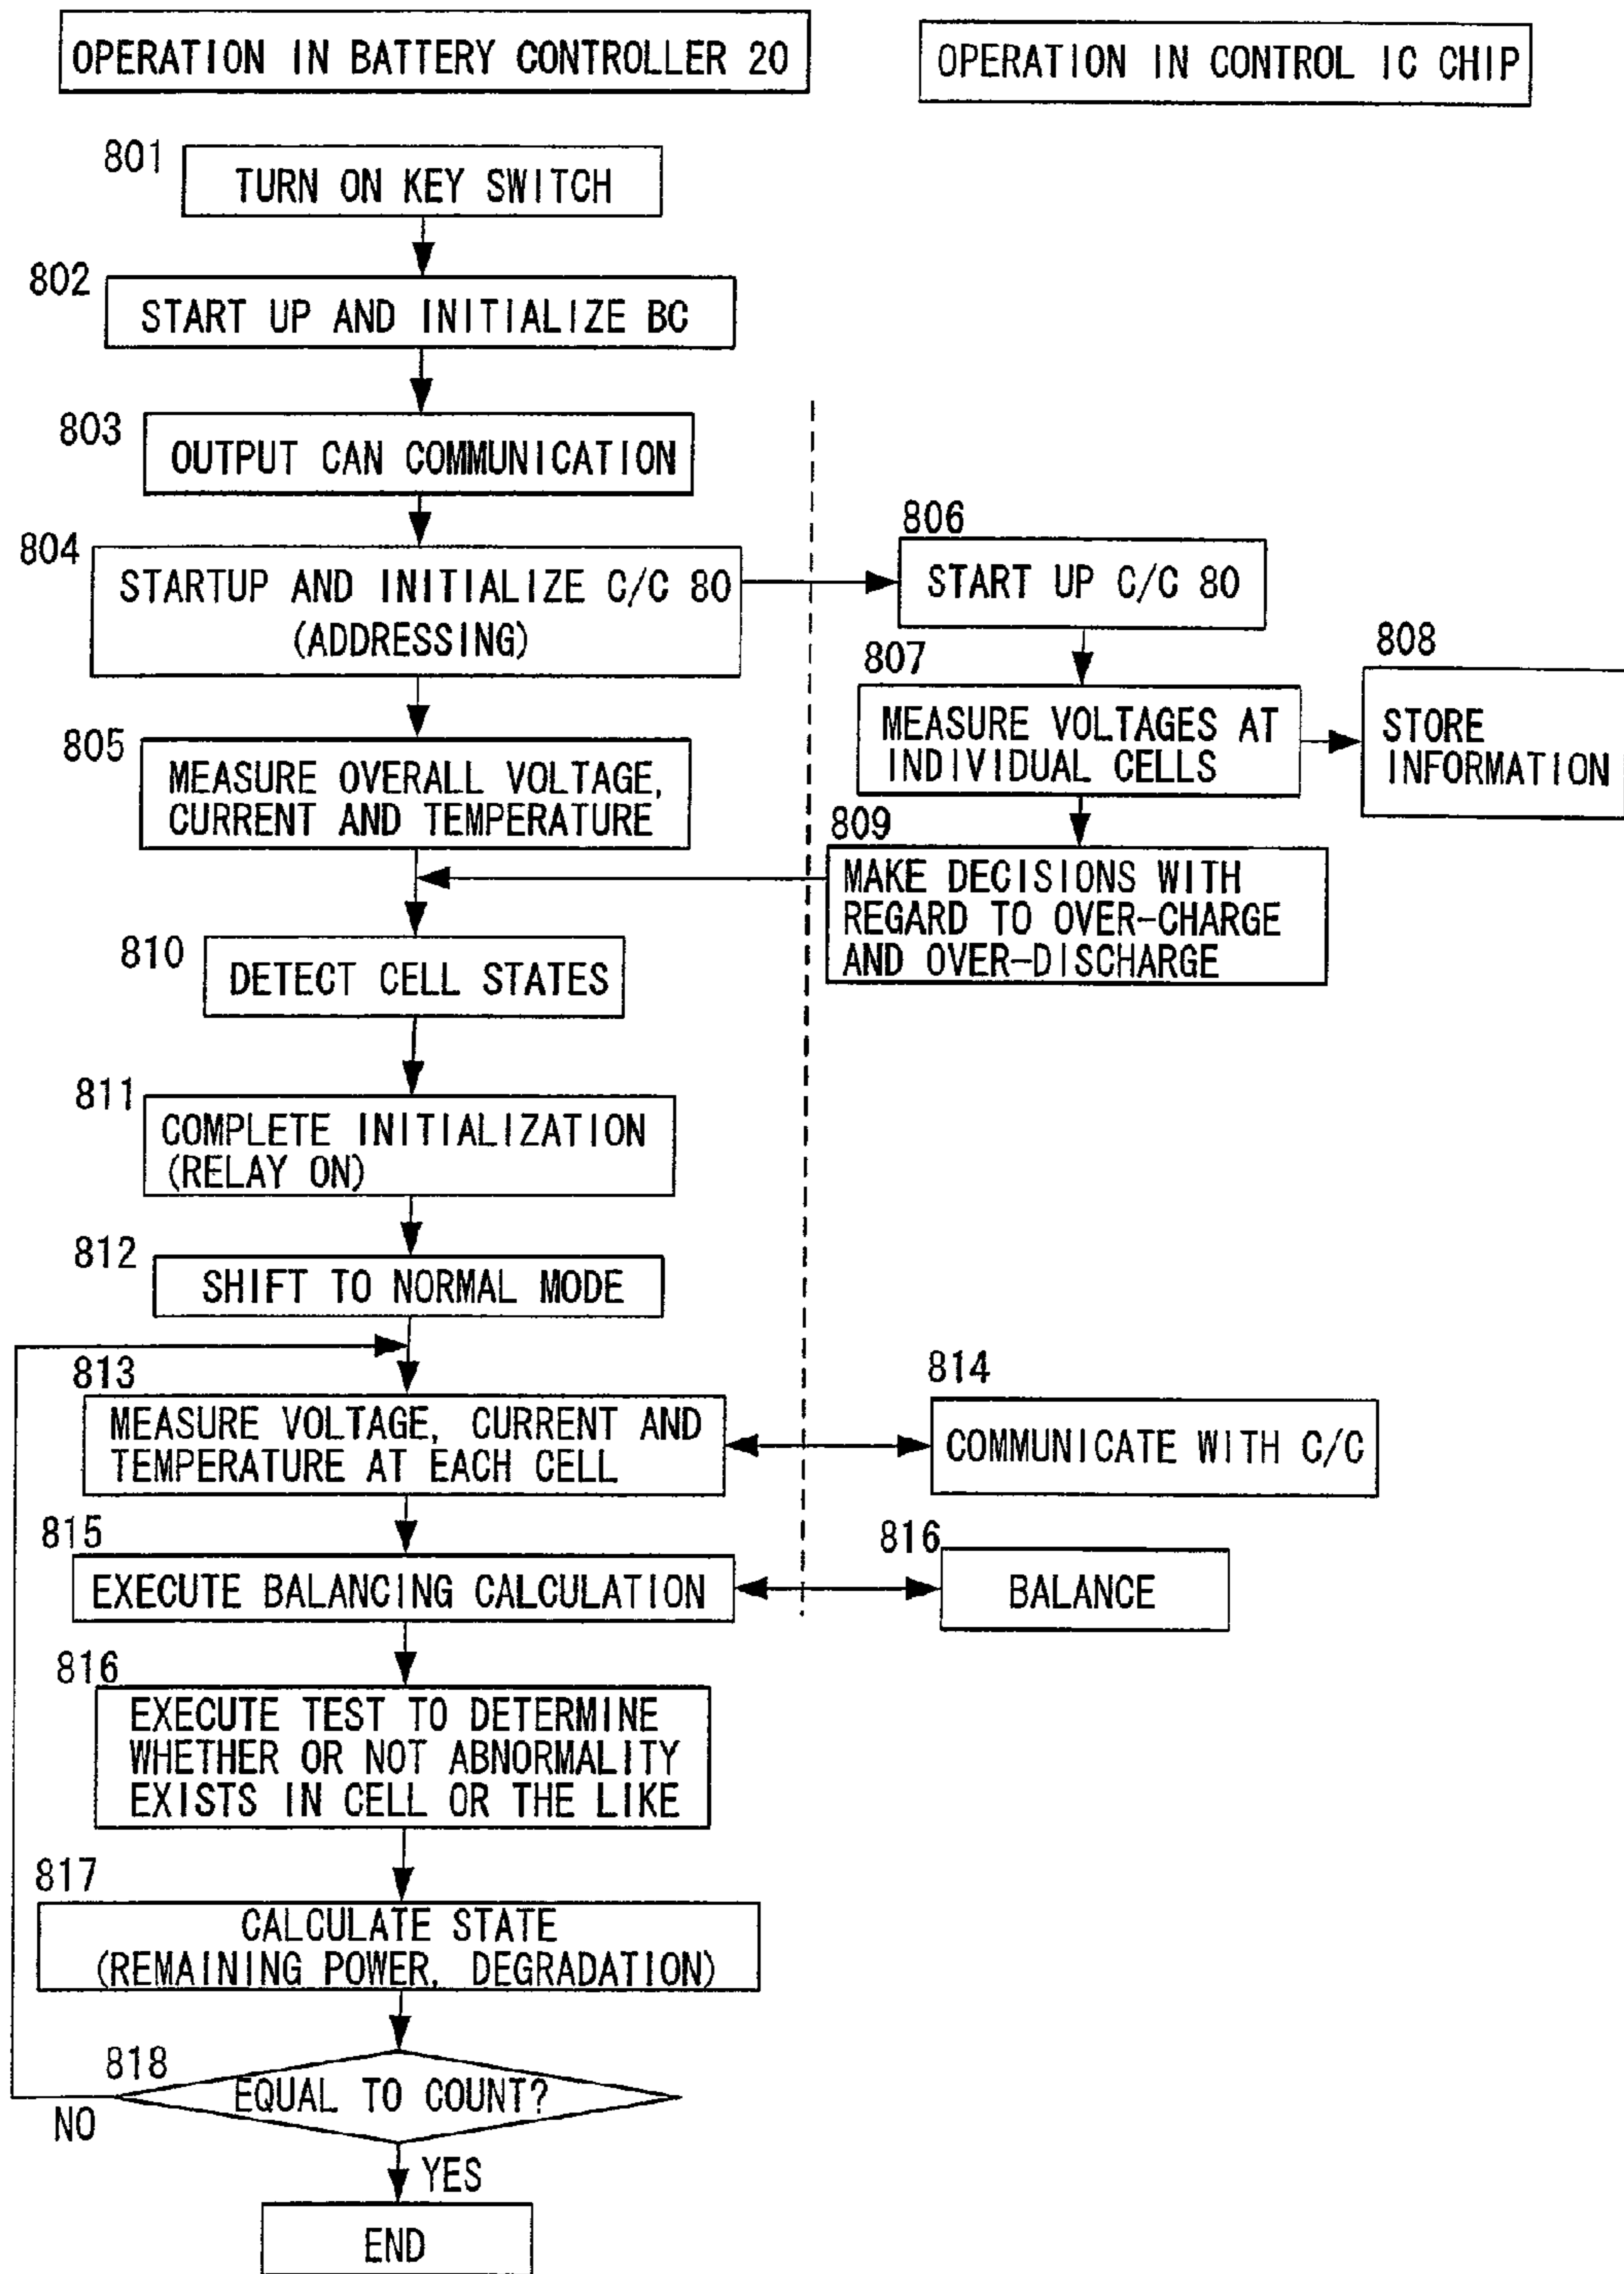 OPERATION IN BATTERY CONTROLLER 20
OPERATION IN CONTROL IC CHIP
801
TURN ON KEY SWITCH
802
START UP AND INITIALIZE BC
803
OUTPUT CAN COMMUNICATION
804
STARTUP AND INITIALIZE C/C 80
(ADDRESSING)
806
START UP C/C 80
807
MEASURE VOLTAGES AT
INDIVIDUAL CELLS
808
STORE
INFORMATION
805
MEASURE OVERALL VOLTAGE,
CURRENT AND TEMPERATURE
809
MAKE DECISIONS WITH
REGARD TO OVER-CHARGE
AND OVER-DISCHARGE
810
DETECT CELL STATES
811
COMPLETE INITIALIZATION
(RELAY ON)
812
SHIFT TO NORMAL MODE
813
MEASURE VOLTAGE, CURRENT AND
TEMPERATURE AT EACH CELL
814
COMMUNICATE WITH C/C
815
EXECUTE BALANCING CALCULATION
816
BALANCE
816
EXECUTE TEST TO DETERMINE
WHETHER OR NOT ABNORMALITY
EXISTS IN CELL OR THE LIKE
817
CALCULATE STATE
(REMAINING POWER, DEGRADATION)
818
EQUAL TO COUNT?
NO
YES
END